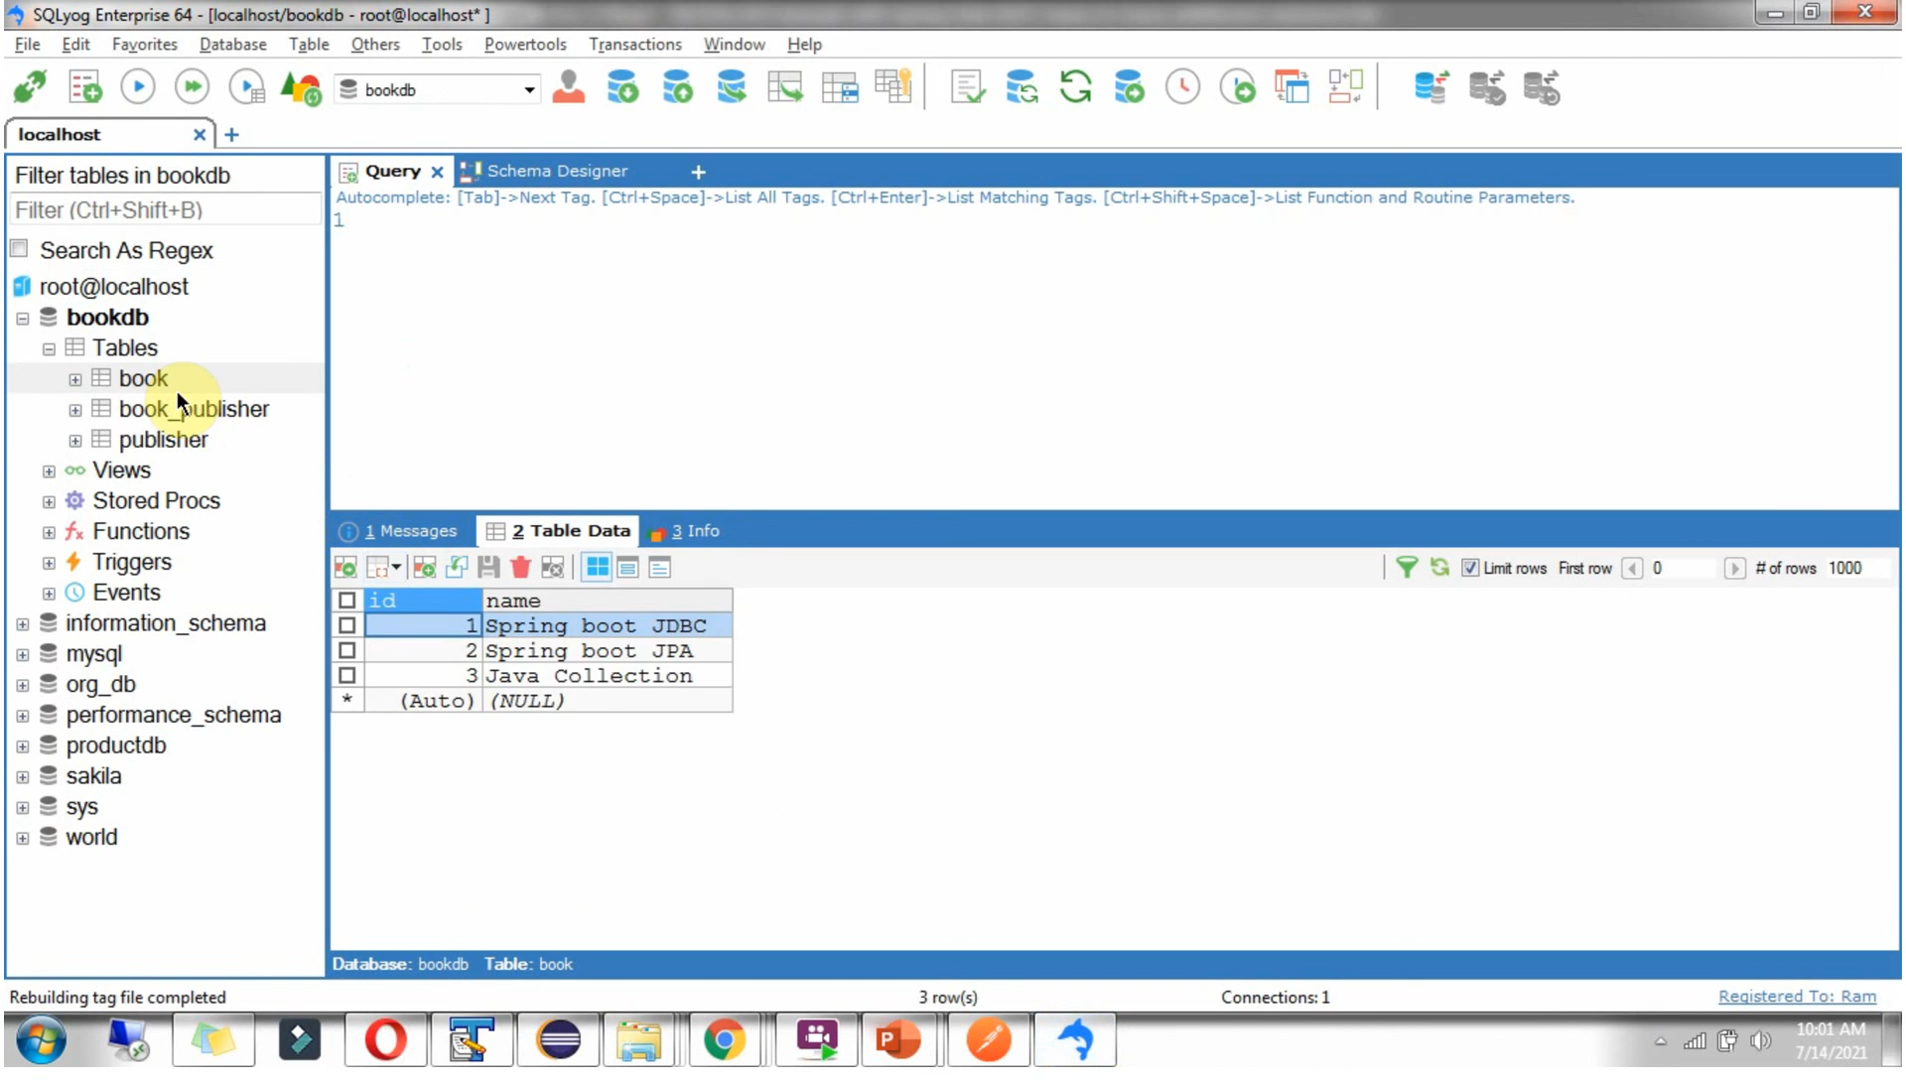 SQLyog Enterprise 64 - [localhost/bookdb - root@localhost* ]
File Edit Favorites Database Table Others Tools Powertools Transactions Window Help
bookdb
localhost
Filter tables in bookdb
Filter (Ctrl+Shift+B)
Search As Regex
root@localhost
bookdb
Tables
book
book_publisher
publisher
Views
Stored Procs
Functions
Triggers
Events
information_schema
mysql
org_db
performance_schema
productdb
sakila
sys
world
Query Schema Designer
Autocomplete: [Tab]->Next Tag. [Ctrl+Space]->List All Tags. [Ctrl+Enter]->List Matching Tags. [Ctrl+Shift+Space]->List Function and Routine Parameters.
1
1 Messages 2 Table Data 3 Info
Limit rows First row 0 # of rows 1000
id name
1 Spring boot JDBC
2 Spring boot JPA
3 Java Collection
* (Auto) (NULL)
Database: bookdb Table: book
Rebuilding tag file completed 3 row(s) Connections: 1 Registered To: Ram
10:01 AM
7/14/2021